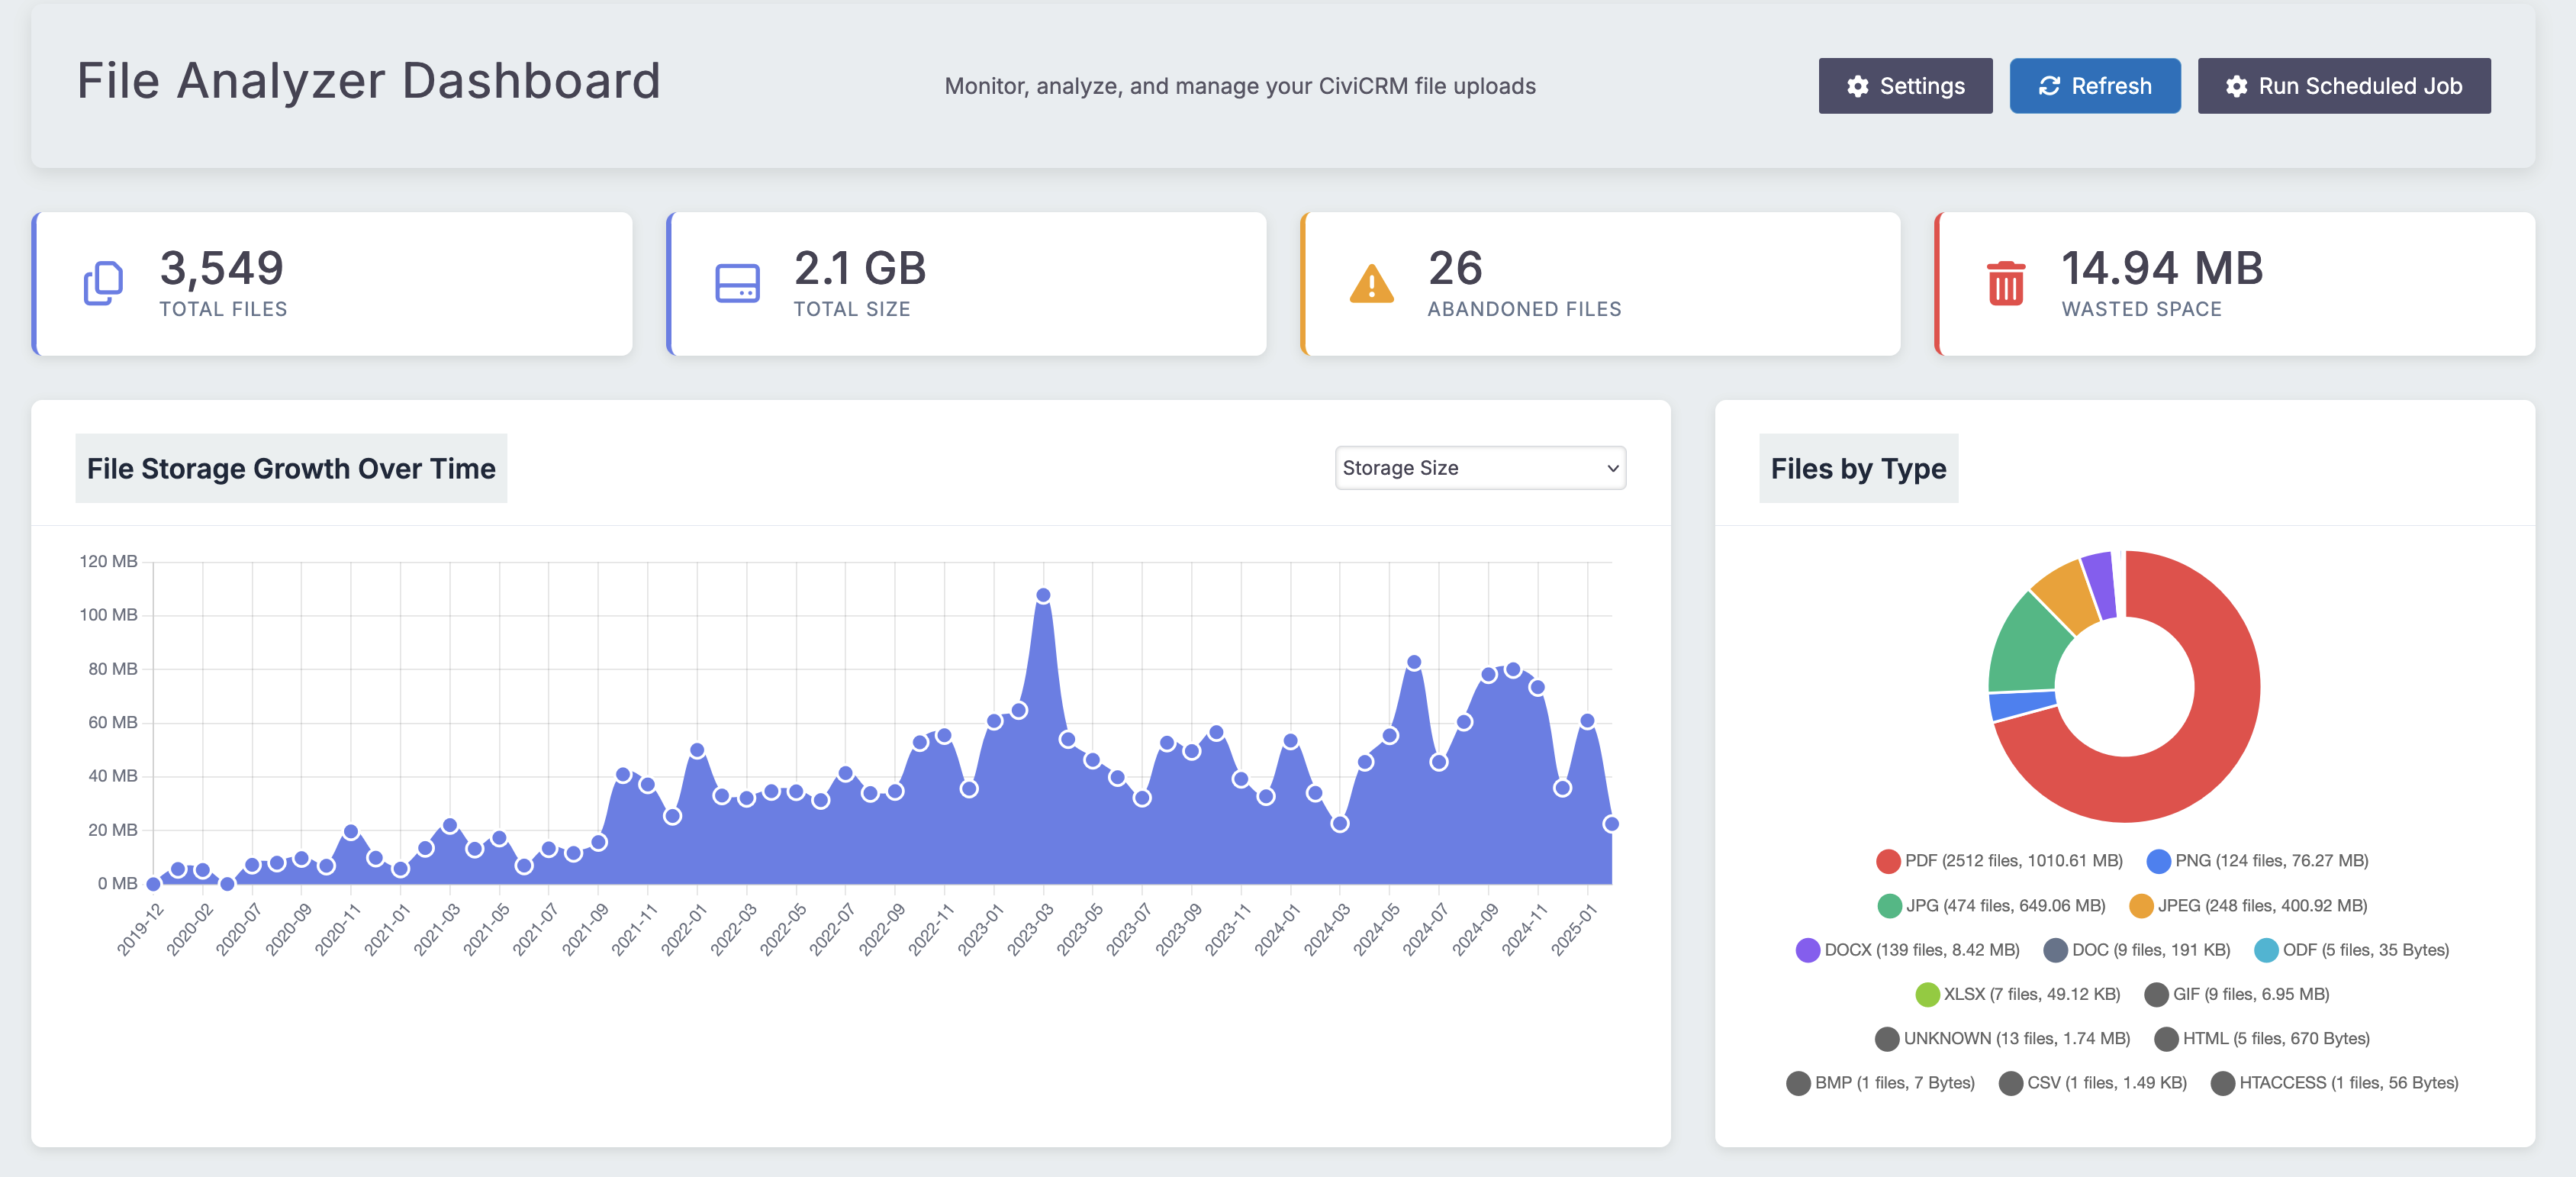 File Analyzer Dashboard
Monitor, analyze, and manage your CiviCRM file uploads
Settings
Refresh
Run Scheduled Job
3,549
TOTAL FILES
2.1 GB
TOTAL SIZE
26
ABANDONED FILES
14.94 MB
WASTED SPACE
File Storage Growth Over Time
Storage Size
120 MB
100 MB
80 MB
60 MB
40 MB
20 MB
0 MB
2019-12
2020-02
2020-07
2020-09
2020-11
2021-01
2021-03
2021-05
2021-07
2021-09
2021-11
2022-01
2022-03
2022-05
2022-07
2022-09
2022-11
2023-01
2023-03
2023-05
2023-07
2023-09
2023-11
2024-01
2024-03
2024-05
2024-07
2024-09
2024-11
2025-01
Files by Type
PDF (2512 files, 1010.61 MB)
PNG (124 files, 76.27 MB)
JPG (474 files, 649.06 MB)
JPEG (248 files, 400.92 MB)
DOCX (139 files, 8.42 MB)
DOC (9 files, 191 KB)
ODF (5 files, 35 Bytes)
XLSX (7 files, 49.12 KB)
GIF (9 files, 6.95 MB)
UNKNOWN (13 files, 1.74 MB)
HTML (5 files, 670 Bytes)
BMP (1 files, 7 Bytes)
CSV (1 files, 1.49 KB)
HTACCESS (1 files, 56 Bytes)